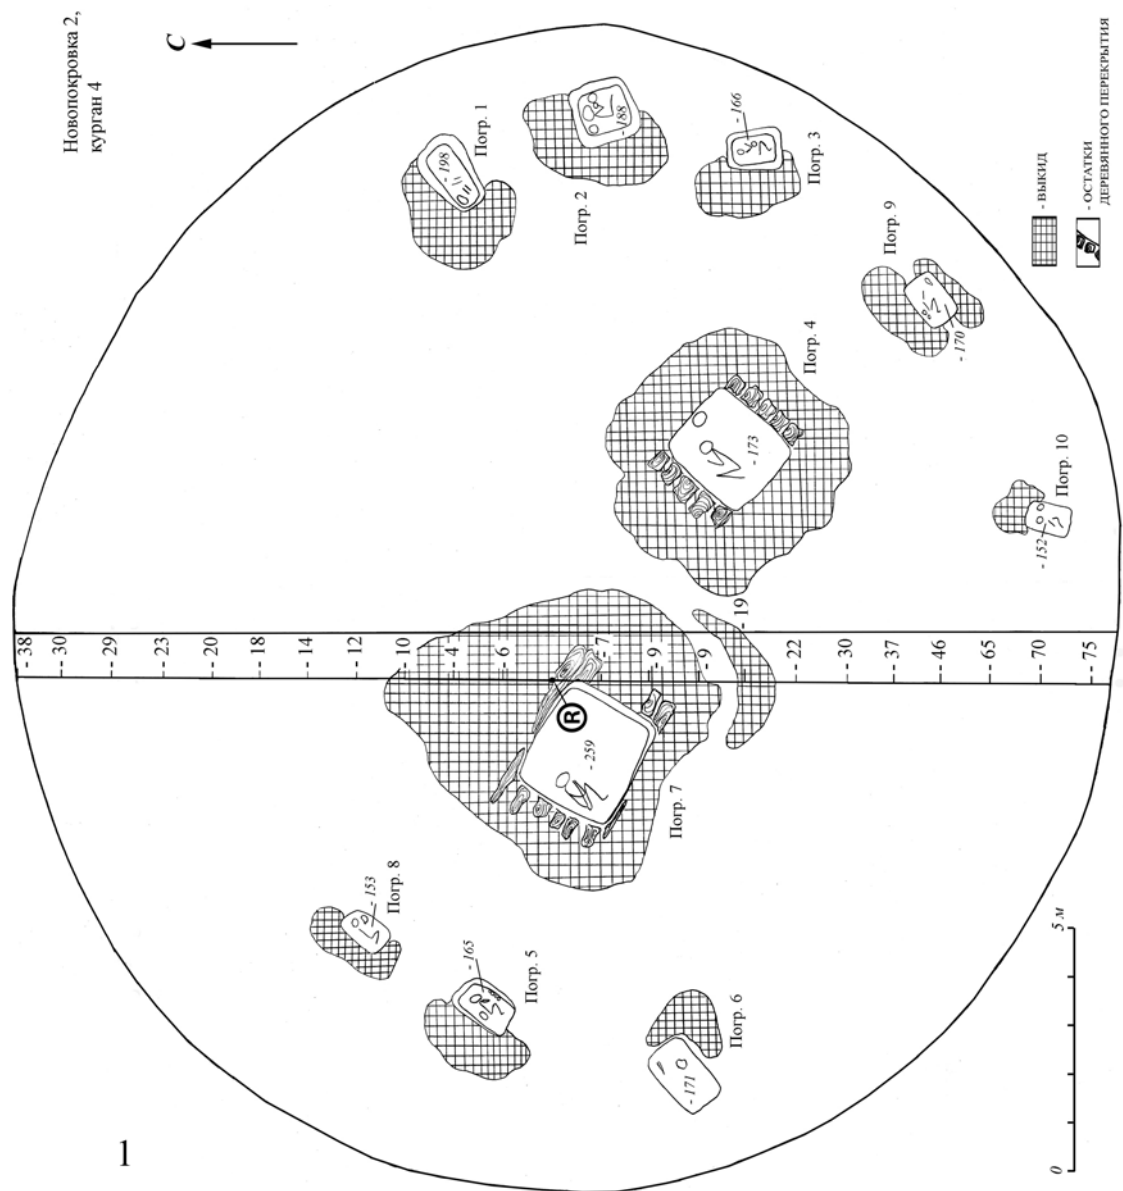 Новопокровка 2,
курган 4
С
Погр. 1
- 198
Погр. 2
- 188
Погр. 3
- 166
Погр. 9
- 170
Погр. 4
- 173
Погр. 10
- 152
- ВЫКИД
- ОСТАТКИ
ДЕРЕВЯННОГО ПЕРЕКРЫТИЯ
- 38
- 30
- 29
- 23
- 20
- 18
- 14
- 12
- 10
- 4
- 6
- 7
- 9
- 9
- 19
- 22
- 30
- 37
- 46
- 65
- 70
- 75
R
- 259
Погр. 7
Погр. 8
- 153
Погр. 5
- 165
Погр. 6
- 171
0
5 м
1